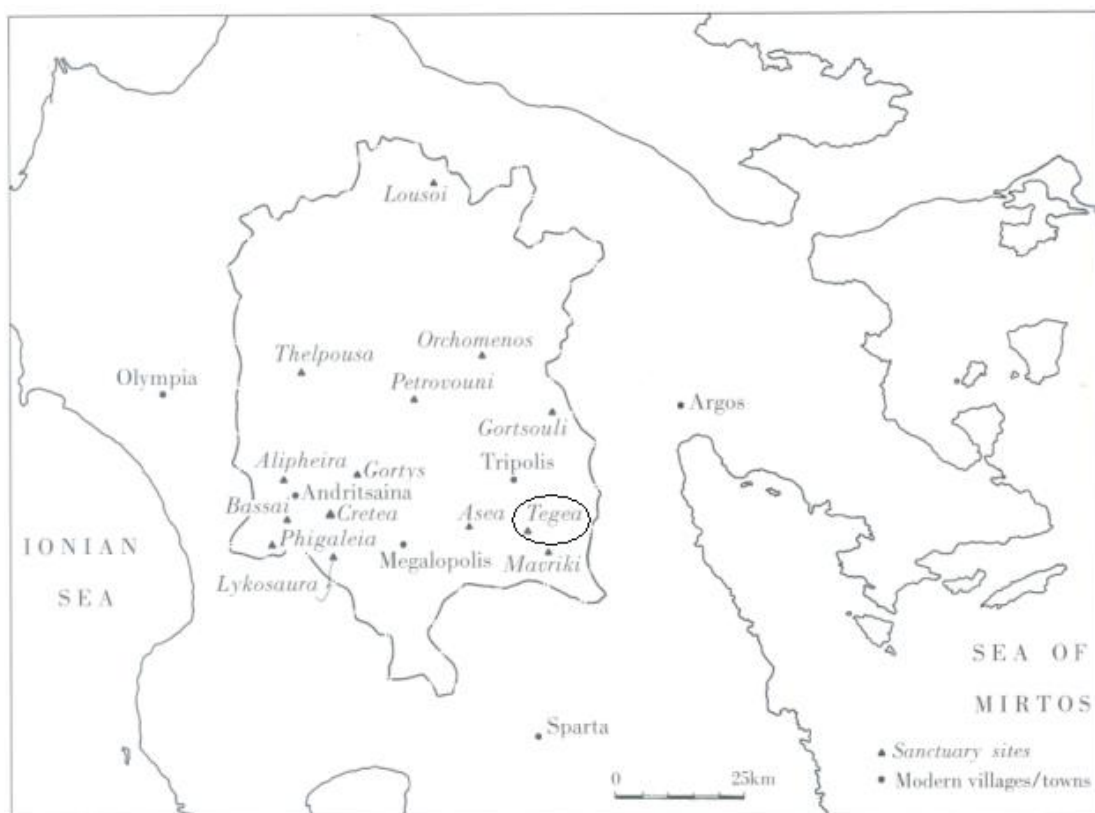 Lousoi
Orchomenos
Thelpousa
Petrovouni
Olympia
Argos
Gortsouli
Alipheira
Gortys
Tripolis
Andritsaina
Bassai
Cretea
Asea
Tegea
Phigaleia
IONIAN
SEA
Megalopolis
Mavriki
Lykosaura
SEA OF
MIRTOS
Sparta
Sanctuary sites
0
25km
Modern villages/towns